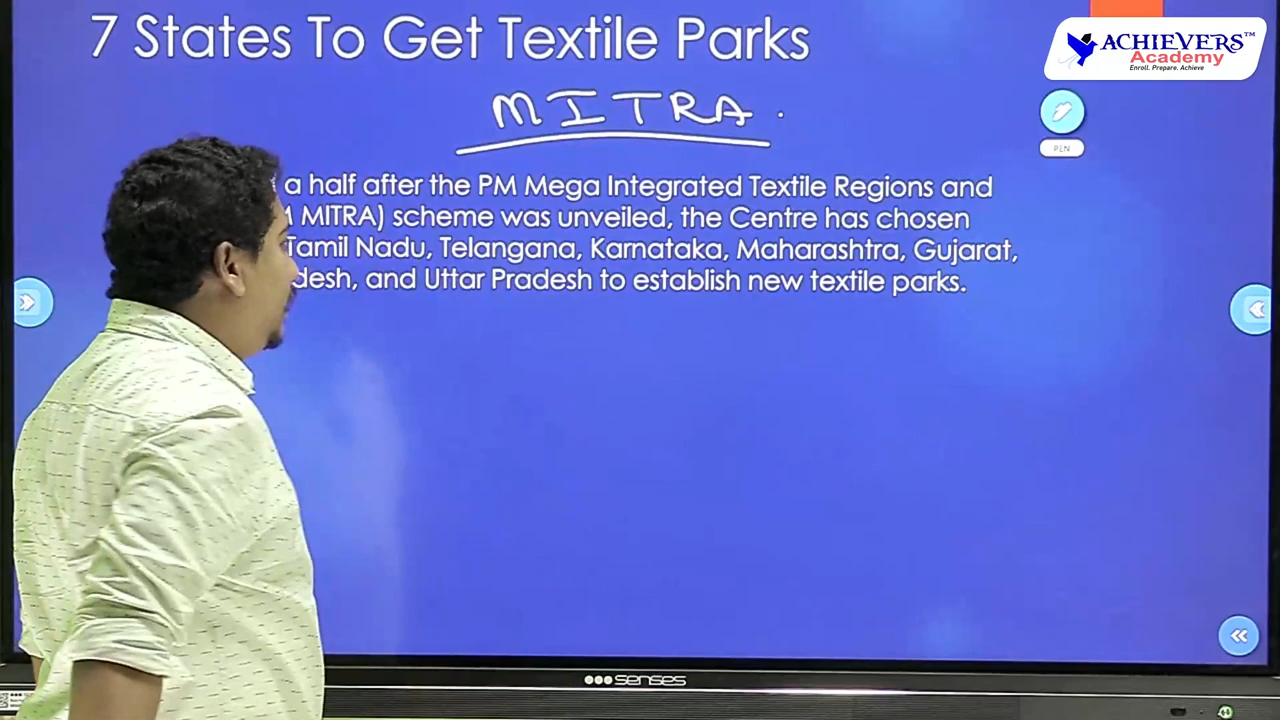 7 States To Get Textile Parks
MITRA.
a half after the PM Mega Integrated Textile Regions and
MITRA) scheme was unveiled, the Centre has chosen
Tamil Nadu, Telangana, Karnataka, Maharashtra, Gujarat,
desh, and Uttar Pradesh to establish new textile parks.
ACHIEVERS™
Academy
Enroll. Prepare. Achieve
PEN
senses